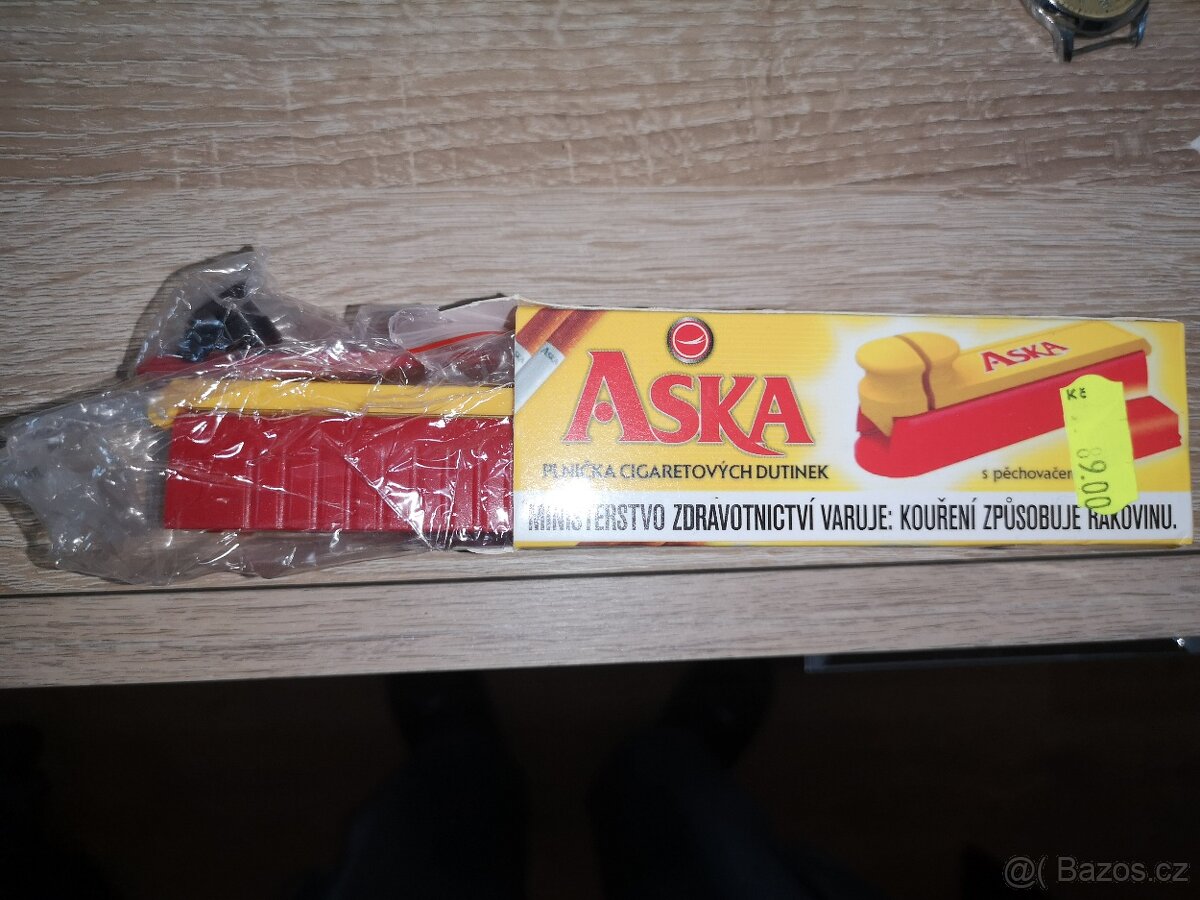 ASKA
ASKA
PLNIČKA CIGARETOVÝCH DUTINEK
s pěchovačem
Kč
89.00
MINISTERSTVO ZDRAVOTNICTVÍ VARUJE: KOUŘENÍ ZPŮSOBUJE RAKOVINU.
@( Bazos.cz